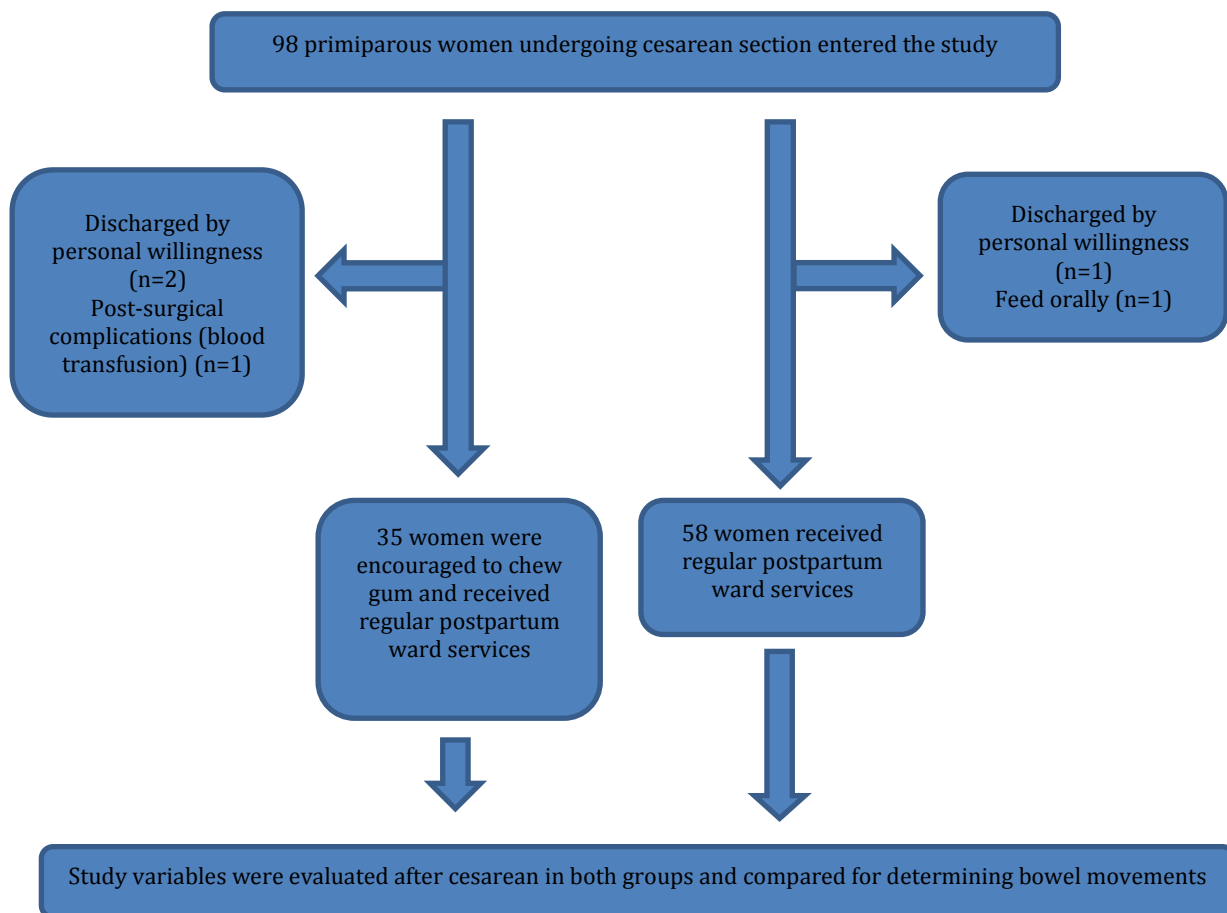 98 primiparous women undergoing cesarean section entered the study
Discharged by
personal willingness
(n=2)
Post-surgical
complications (blood
transfusion) (n=1)
Discharged by
personal willingness
(n=1)
Feed orally (n=1)
35 women were
encouraged to chew
gum and received
regular postpartum
ward services
58 women received
regular postpartum
ward services
Study variables were evaluated after cesarean in both groups and compared for determining bowel movements